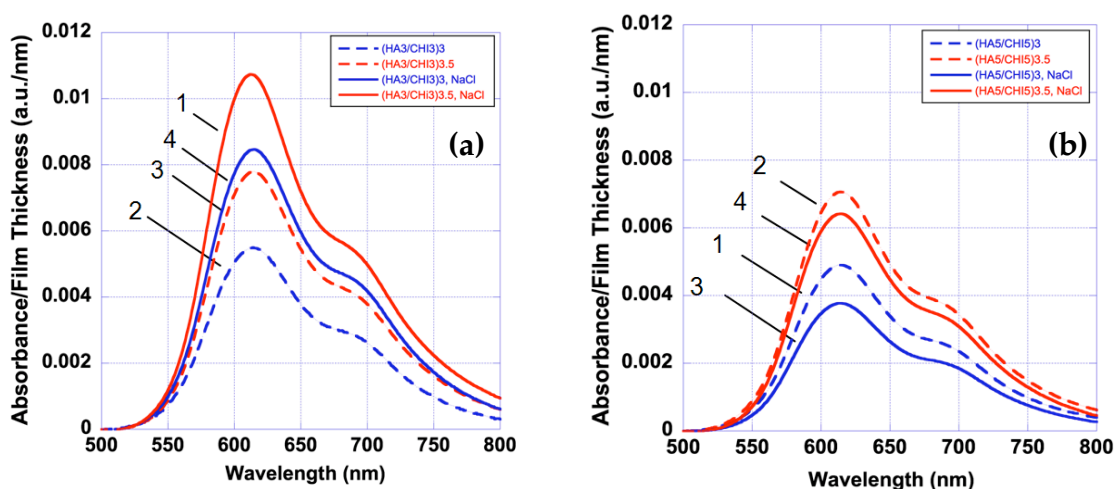 0.012
0.01
0.008
0.006
0.004
0.002
0
Absorbance/Film Thickness (a.u./nm)
(HA3/CHI3)3
(HA3/CHI3)3.5
(HA3/CHI3)3, NaCl
(HA3/CHi3)3.5, NaCl
(a)
1
4
3
2
500 550 600 650 700 750 800
Wavelength (nm)
0.012
0.01
0.008
0.006
0.004
0.002
0
Absorbance/Film Thickness (a.u./nm)
(HA5/CHI5)3
(HA5/CHI5)3.5
(HA5/CHI5)3, NaCl
(HA5/CHI5)3.5, NaCl
(b)
2
4
1
3
500 550 600 650 700 750 800
Wavelength (nm)